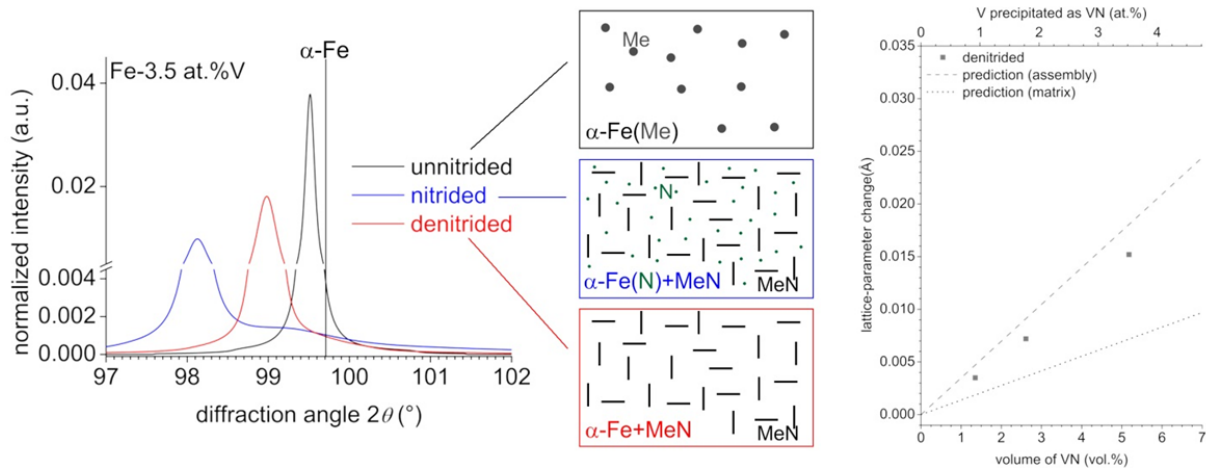 Fe-3.5 at.%V
α-Fe
0.04
0.02
0.004
0.002
0.000
normalized intensity (a.u.)
97 98 99 100 101 102
diffraction angle 2θ (°)
unnitrided
nitrided
denitrided
Me
α-Fe(Me)
N
α-Fe(N)+MeN
MeN
α-Fe+MeN
MeN
V precipitated as VN (at.%)
0 1 2 3 4
denitrided
prediction (assembly)
prediction (matrix)
0.035
0.030
0.025
0.020
0.015
0.010
0.005
0.000
lattice-parameter change(Å)
0 1 2 3 4 5 6 7
volume of VN (vol.%)